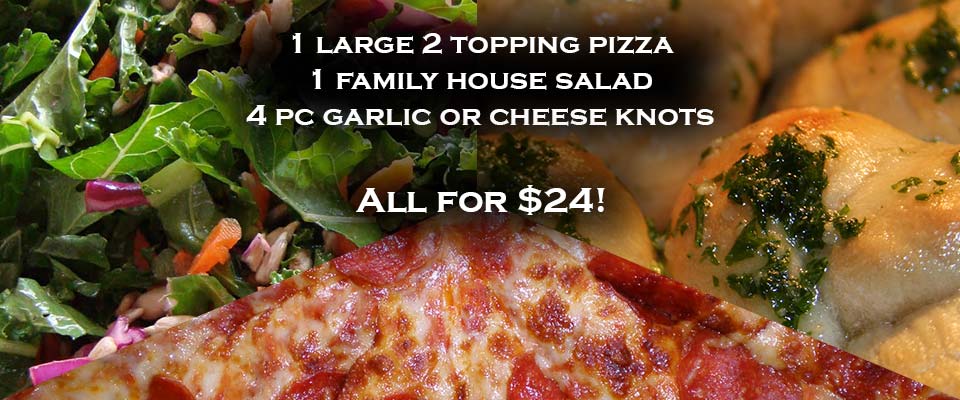 1 LARGE 2 TOPPING PIZZA
1 FAMILY HOUSE SALAD
4 PC GARLIC OR CHEESE KNOTS
ALL FOR $24!